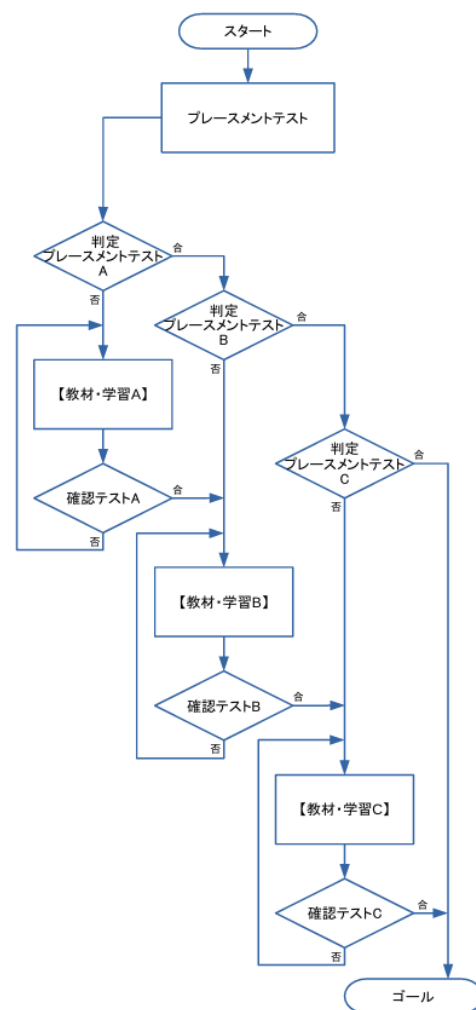 スタート
プレースメントテスト
判定
プレースメントテスト
A
合
否
判定
プレースメントテスト
B
合
否
【教材・学習A】
判定
プレースメントテスト
C
合
否
確認テストA
合
否
【教材・学習B】
確認テストB
合
否
【教材・学習C】
確認テストC
合
否
ゴール